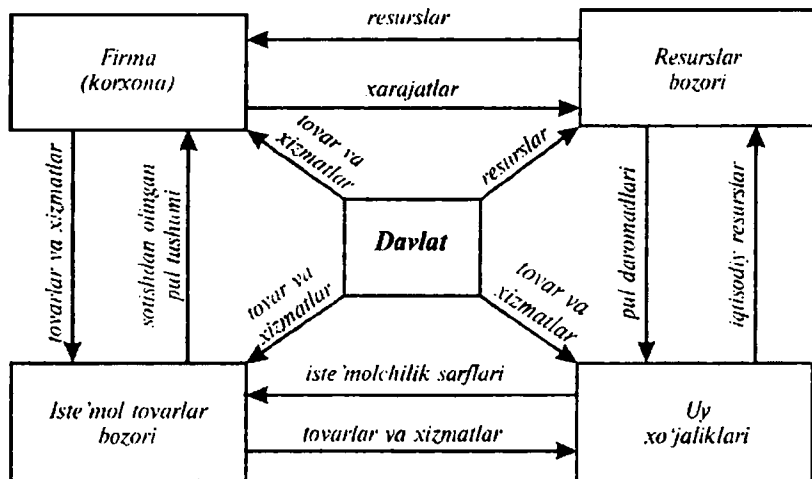 resurslar
Firma
(korxona)
Resurslar
bozori
xarajatlar
tovar va
xizmatlar
resurslar
tovarlar va xizmatlar
sotishdan olingan
pul tushumi
Davlat
pul daromadlari
iqtisodiy resurslar
tovar va
xizmatlar
tovar va
xizmatlar
iste'molchilik sarflari
Iste'mol tovarlar
bozori
Uy
xo'jaliklari
tovarlar va xizmatlar